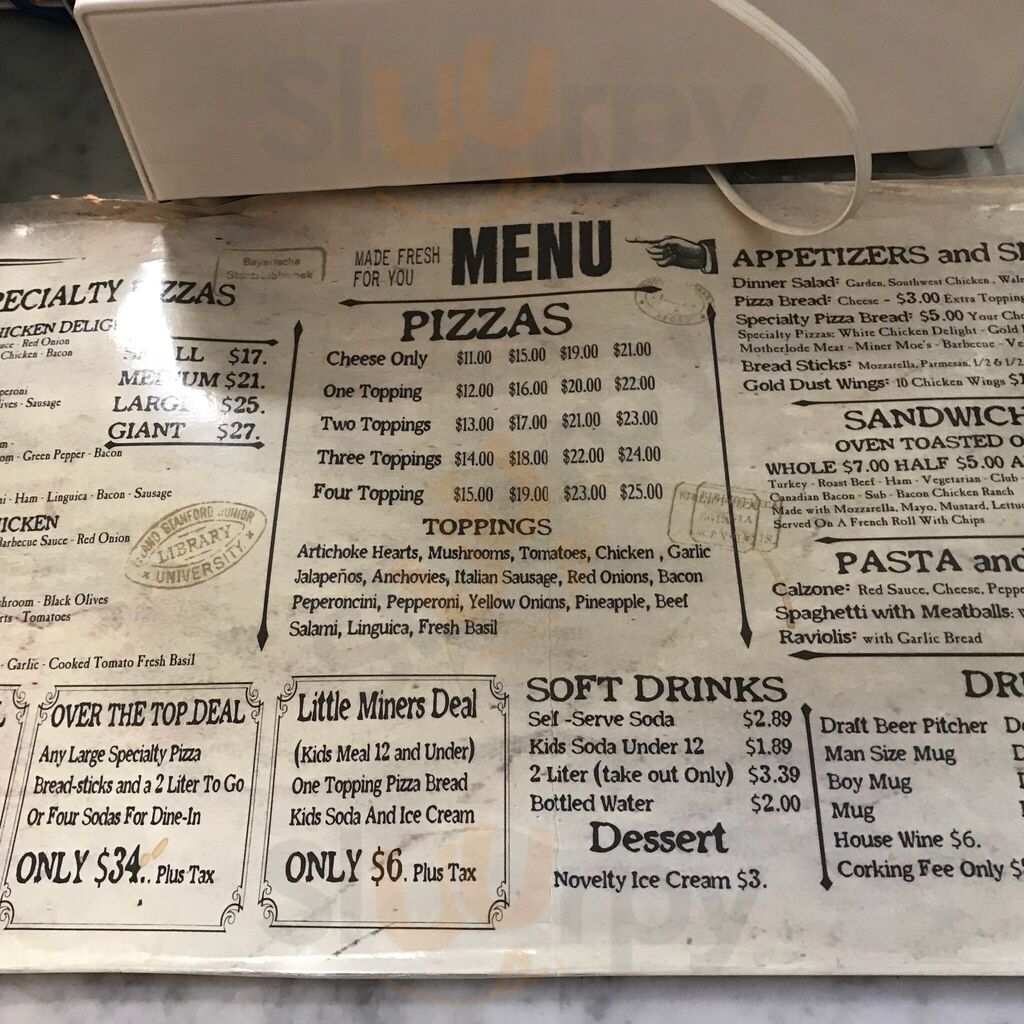 MADE FRESH
FOR YOU
MENU
PIZZAS
Cheese Only $11.00 $15.00 $19.00 $21.00
One Topping $12.00 $16.00 $20.00 $22.00
Two Toppings $13.00 $17.00 $21.00 $23.00
Three Toppings $14.00 $18.00 $22.00 $24.00
Four Topping $15.00 $19.00 $23.00 $25.00
TOPPINGS
Artichoke Hearts, Mushrooms, Tomatoes, Chicken , Garlic
Jalapeños, Anchovies, Italian Sausage, Red Onions, Bacon
Peperoncini, Pepperoni, Yellow Onions, Pineapple, Beef
Salami, Linguica, Fresh Basil
$17.
$21.
$25.
GIANT $27.
- Red Onion
Chicken - Bacon
- Sausage
- Green Pepper - Bacon
- Ham - Linguica - Bacon - Sausage
Barbecue Sauce - Red Onion
- Black Olives
- Tomatoes
- Garlic - Cooked Tomato Fresh Basil
Bayerische
Staatsbibliothek
STANFORD JUNIOR
LIBRARY
UNIVERSITY
APPETIZERS and
Dinner Salad: Garden, Southwest Chicken,
Pizza Bread: Cheese - $3.00 Extra
Specialty Pizza Bread: $5.00 Your
Specialty Pizzas: White Chicken Delight - Gold
Motherlode Meat - Miner Moe's - Barbecue -
Bread Sticks: Mozzarella, Parmesan, 1/2 &
Gold Dust Wings: 10 Chicken Wings
OVEN TOASTED
WHOLE $7.00 HALF $5.00
Turkey - Roast Beef - Ham - Vegetarian - Club -
Canadian Bacon - Sub - Bacon Chicken Ranch
Made with Mozzarella, Mayo, Mustard,
Served On A French Roll With Chips
PASTA and
Calzone: Red Sauce, Cheese,
Spaghetti with Meatballs:
Raviolis: with Garlic Bread
OVER THE TOP DEAL
Any Large Specialty Pizza
Bread-sticks and a 2 Liter To Go
Or Four Sodas For Dine-In
ONLY $34.. Plus Tax
Little Miners Deal
(Kids Meal 12 and Under)
One Topping Pizza Bread
Kids Soda And Ice Cream
ONLY $6. Plus Tax
SOFT DRINKS
Self -Serve Soda $2.89
Kids Soda Under 12 $1.89
2 Liter (take out Only) $3.39
Bottled Water $2.00
Dessert
Novelty Ice Cream $3.
Draft Beer Pitcher
Man Size Mug
Boy Mug
Mug
House Wine $6.
Corking Fee Only
Sluurpy
Sluurpy